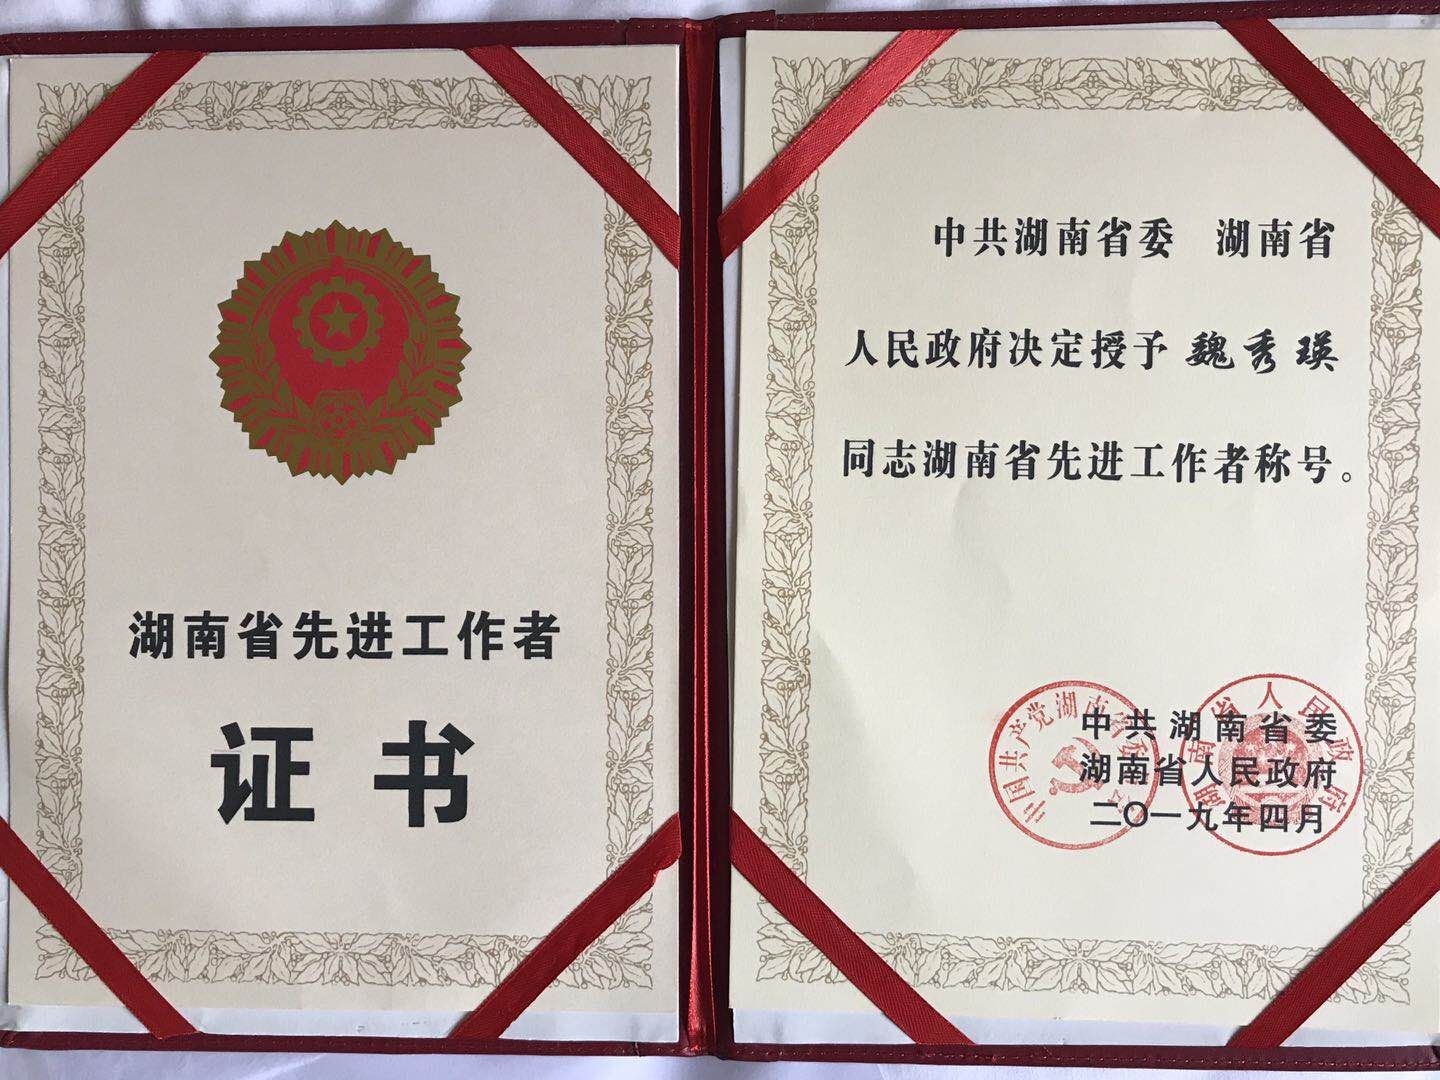 湖南省先进工作者
证书
中共湖南省委 湖南省
人民政府决定授予 魏秀瑛
同志湖南省先进工作者称号。
中共湖南省委
湖南省人民政府
二〇一九年四月